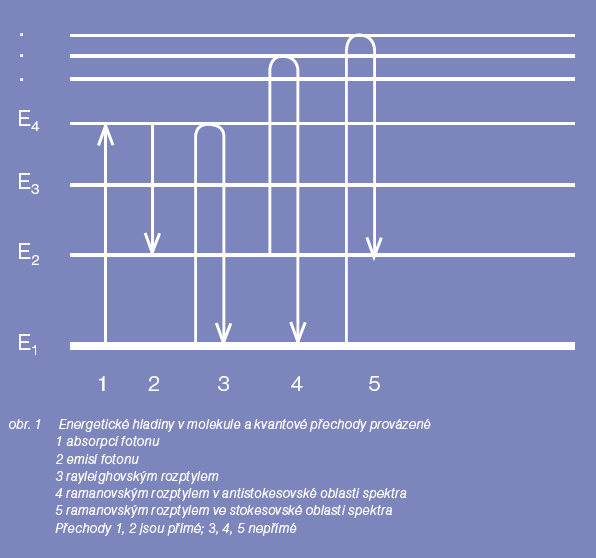 .
.
.
E4
E3
E2
E1
1 2 3 4 5
obr. 1 Energetické hladiny v molekule a kvantové přechody provázené
1 absorpcí fotonu
2 emisí fotonu
3 rayleighovským rozptylem
4 ramanovským rozptylem v antistokesovské oblasti spektra
5 ramanovským rozptylem ve stokesovské oblasti spektra
Přechody 1, 2 jsou přímé; 3, 4, 5 nepřímé